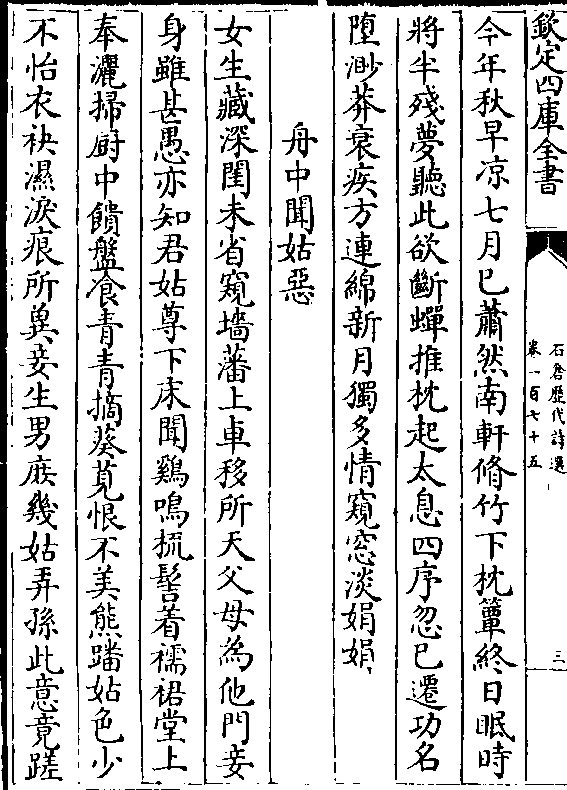 欽定四庫全書
石倉歷代詩選
卷一百七十五
三
今年秋早凉七月已蕭然南軒脩竹下枕簟終日眠時
將半殘夢聽此欲斷蟬推枕起太息四序忽已遷功名
墮渺莽衰疾方連綿新月獨多情窺窓淡娟娟
舟中聞姑惡
女生藏深閨未省窺墻藩上車移所天父母為他門妾
身雖甚愚亦知君姑尊下床聞鷄鳴梳髻着襦裙堂上
奉灑掃厨中饋盤飡青青摘葵莧恨不美熊蹯姑色少
不怡衣袂濕淚痕所兾妾生男庶幾姑弄孫此意竟蹉